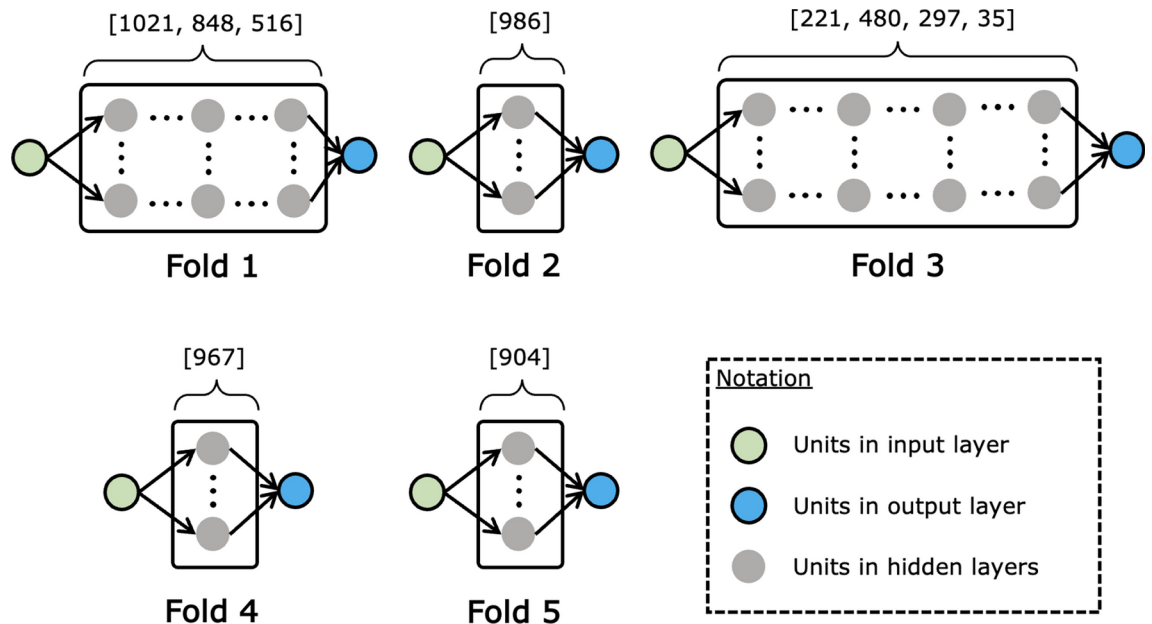 [1021, 848, 516]
[986]
[221, 480, 297, 35]
Fold 1
Fold 2
Fold 3
[967]
[904]
Notation
Units in input layer
Units in output layer
Units in hidden layers
Fold 4
Fold 5